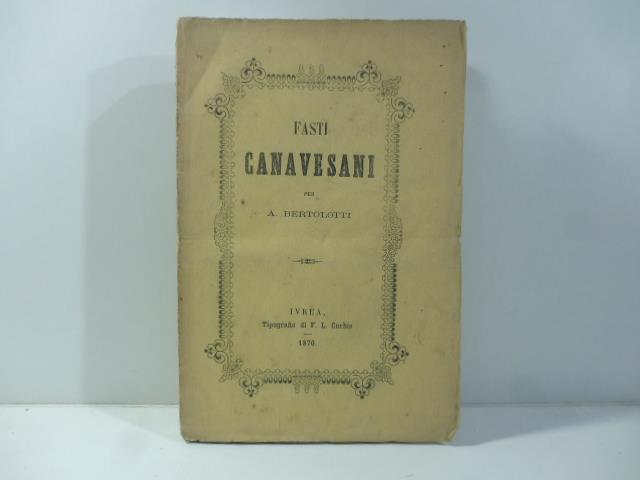 FASTI
CANAVESANI
PER
A. BERTOLOTTI
IVREA,
Tipografia di F. L. Curbis
1870.